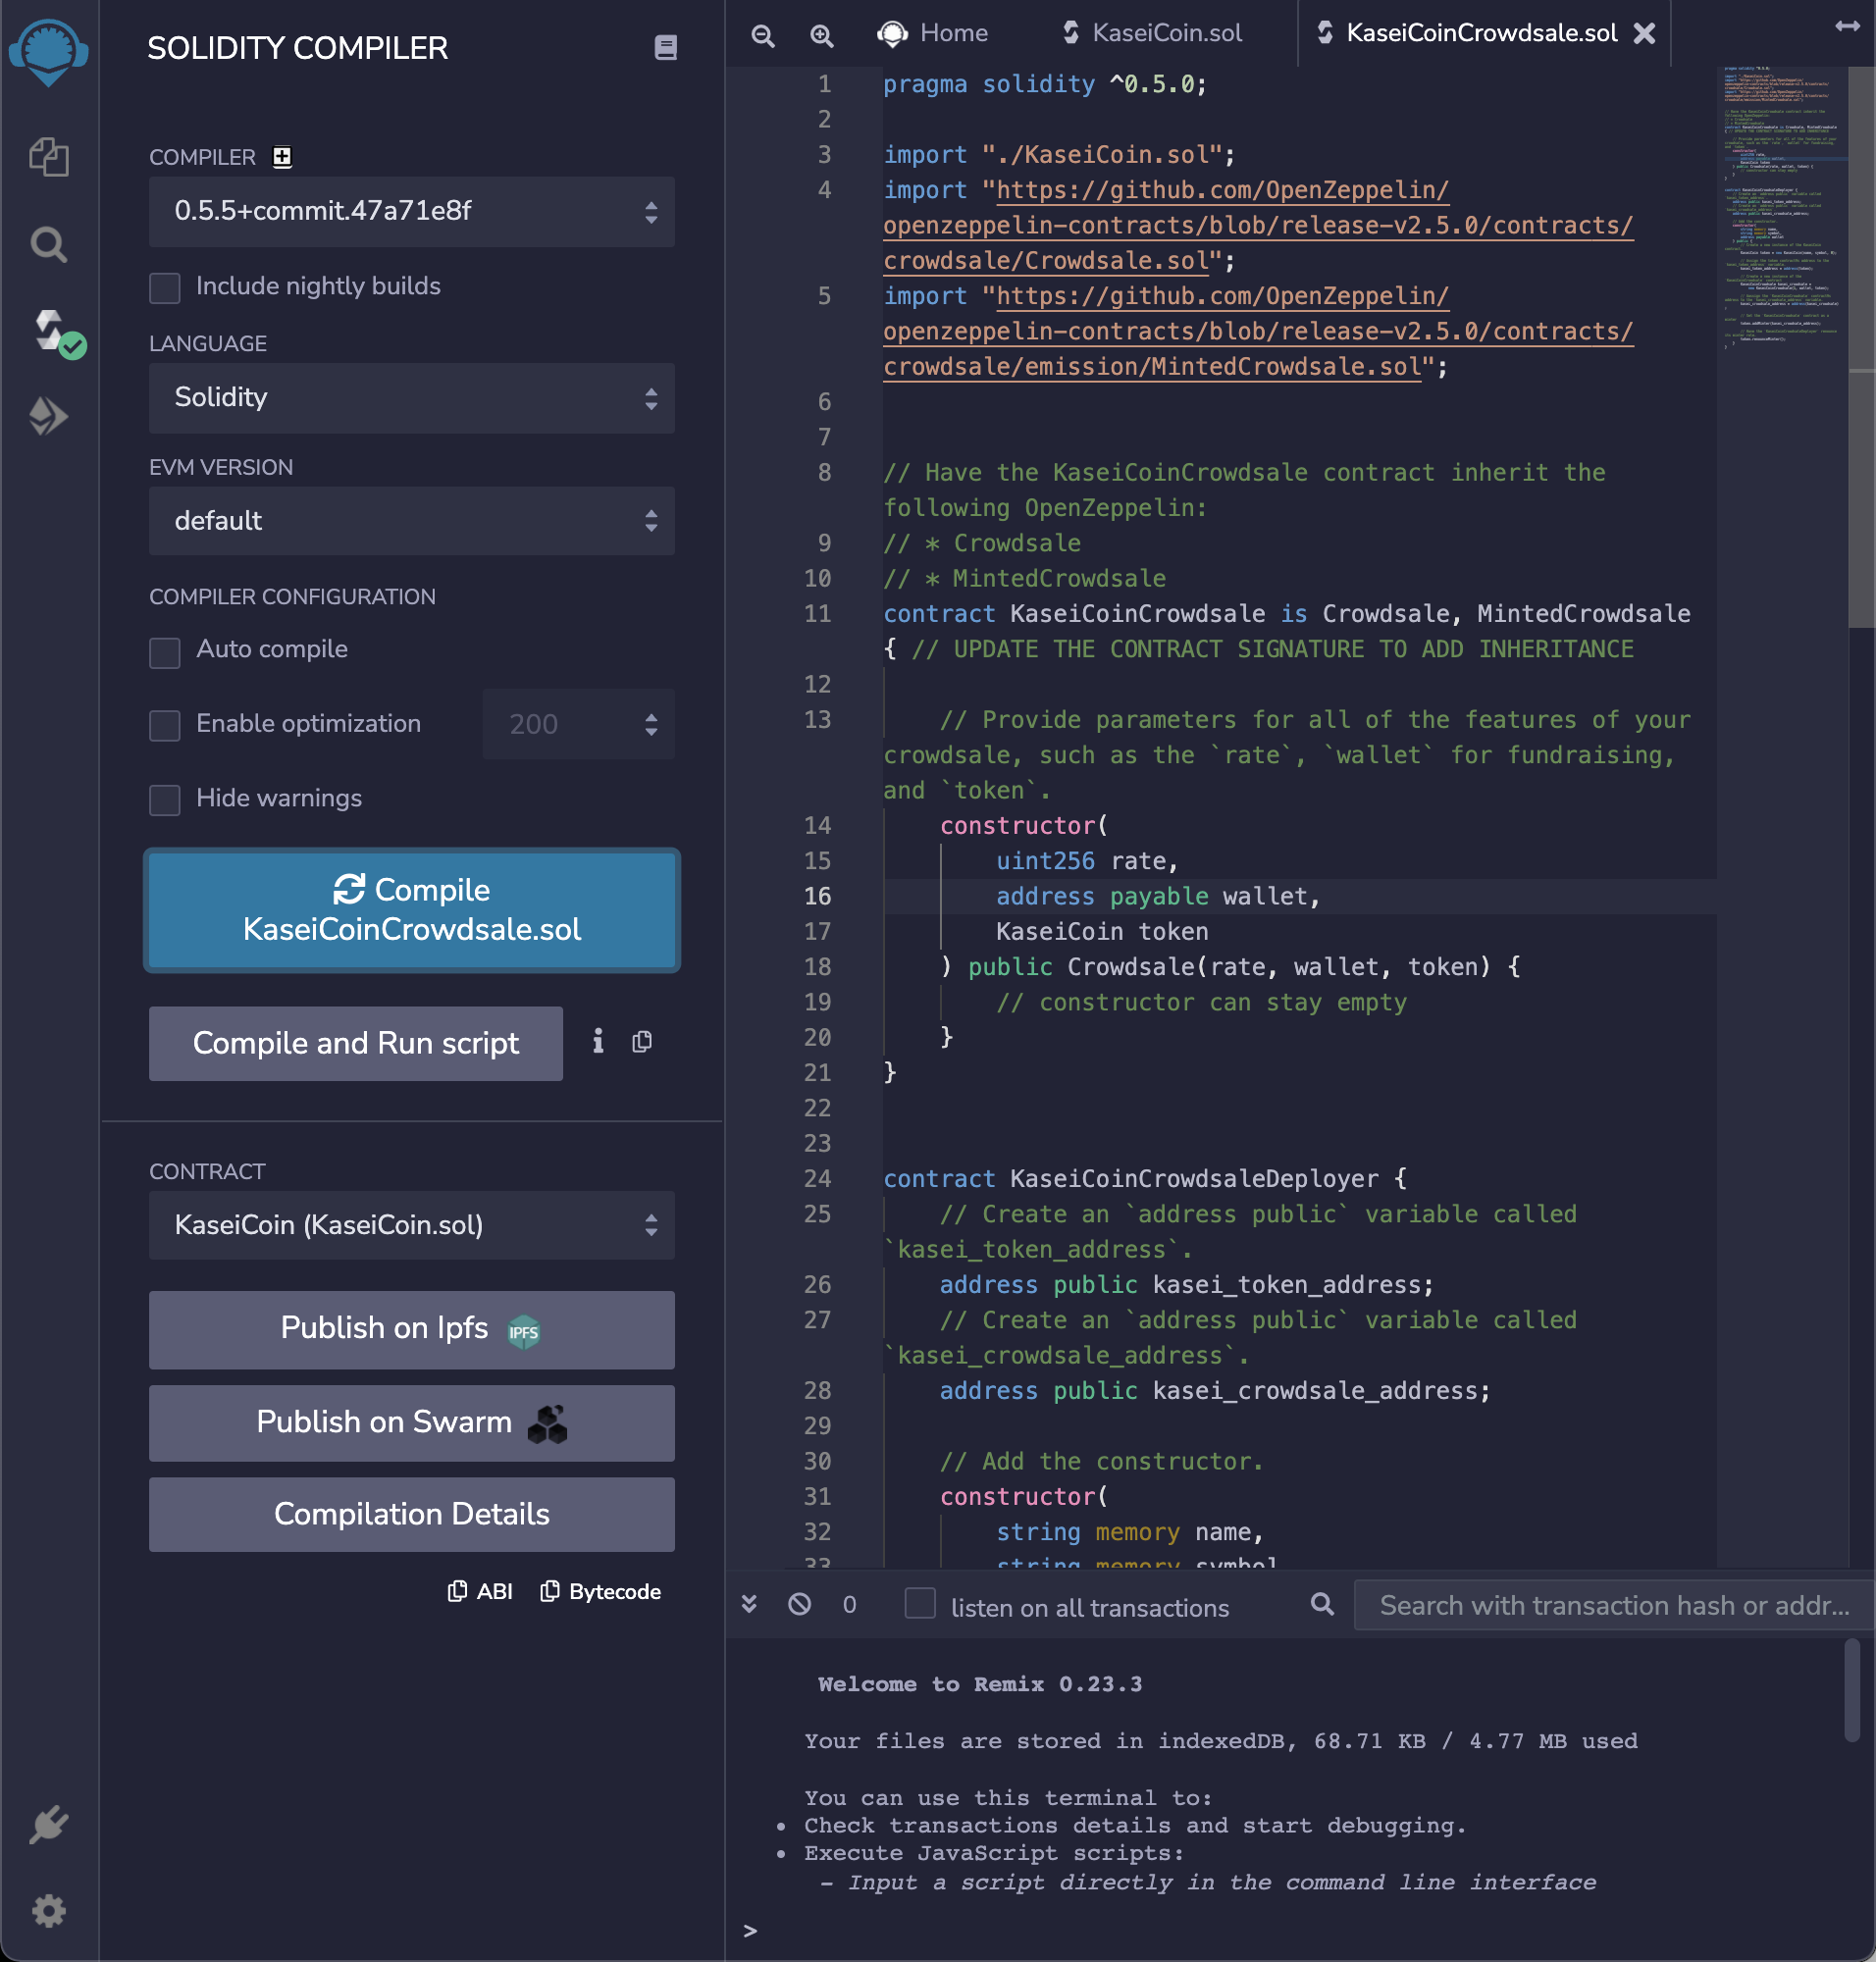 SOLIDITY COMPILER
COMPILER
0.5.5+commit.47a71e8f
Include nightly builds
LANGUAGE
Solidity
EVM VERSION
default
COMPILER CONFIGURATION
Auto compile
Enable optimization
200
Hide warnings
Compile
KaseiCoinCrowdsale.sol
Compile and Run script
CONTRACT
KaseiCoin (KaseiCoin.sol)
Publish on Ipfs
IPFS
Publish on Swarm
Compilation Details
ABI
Bytecode
Home
KaseiCoin.sol
KaseiCoinCrowdsale.sol
1 pragma solidity ^0.5.0;
2
3 import "./KaseiCoin.sol";
4 import "https://github.com/OpenZeppelin/
openzeppelin-contracts/blob/release-v2.5.0/contracts/
crowdsale/Crowdsale.sol";
5 import "https://github.com/OpenZeppelin/
openzeppelin-contracts/blob/release-v2.5.0/contracts/
crowdsale/emission/MintedCrowdsale.sol";
6
7
8 // Have the KaseiCoinCrowdsale contract inherit the
following OpenZeppelin:
9 // * Crowdsale
10 // * MintedCrowdsale
11 contract KaseiCoinCrowdsale is Crowdsale, MintedCrowdsale
{ // UPDATE THE CONTRACT SIGNATURE TO ADD INHERITANCE
12
13 // Provide parameters for all of the features of your
crowdsale, such as the `rate`, `wallet` for fundraising,
and `token`.
14 constructor(
15 uint256 rate,
16 address payable wallet,
17 KaseiCoin token
18 ) public Crowdsale(rate, wallet, token) {
19 // constructor can stay empty
20 }
21 }
22
23
24 contract KaseiCoinCrowdsaleDeployer {
25 // Create an `address public` variable called
`kasei_token_address`.
26 address public kasei_token_address;
27 // Create an `address public` variable called
`kasei_crowdsale_address`.
28 address public kasei_crowdsale_address;
29
30 // Add the constructor.
31 constructor(
32 string memory name,
33 string memory symbol
0
listen on all transactions
Search with transaction hash or addr...
Welcome to Remix 0.23.3
Your files are stored in indexedDB, 68.71 KB / 4.77 MB used
You can use this terminal to:
• Check transactions details and start debugging.
• Execute JavaScript scripts:
- Input a script directly in the command line interface
>